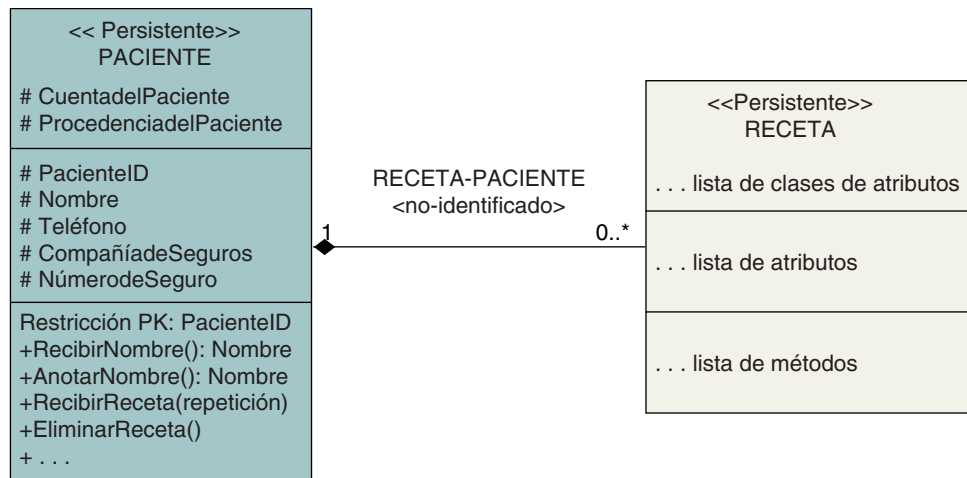 << Persistente>>
PACIENTE
# CuentadelPaciente
# ProcedenciadelPaciente
# PacienteID
# Nombre
# Teléfono
# CompañíadeSeguros
# NúmerodeSeguro
Restricción PK: PacienteID
+RecibirNombre(): Nombre
+AnotarNombre(): Nombre
+RecibirReceta(repetición)
+EliminarReceta()
+ . . .
RECETA-PACIENTE
<no-identificado>
1
0..*
<<Persistente>>
RECETA
. . . lista de clases de atributos
. . . lista de atributos
. . . lista de métodos